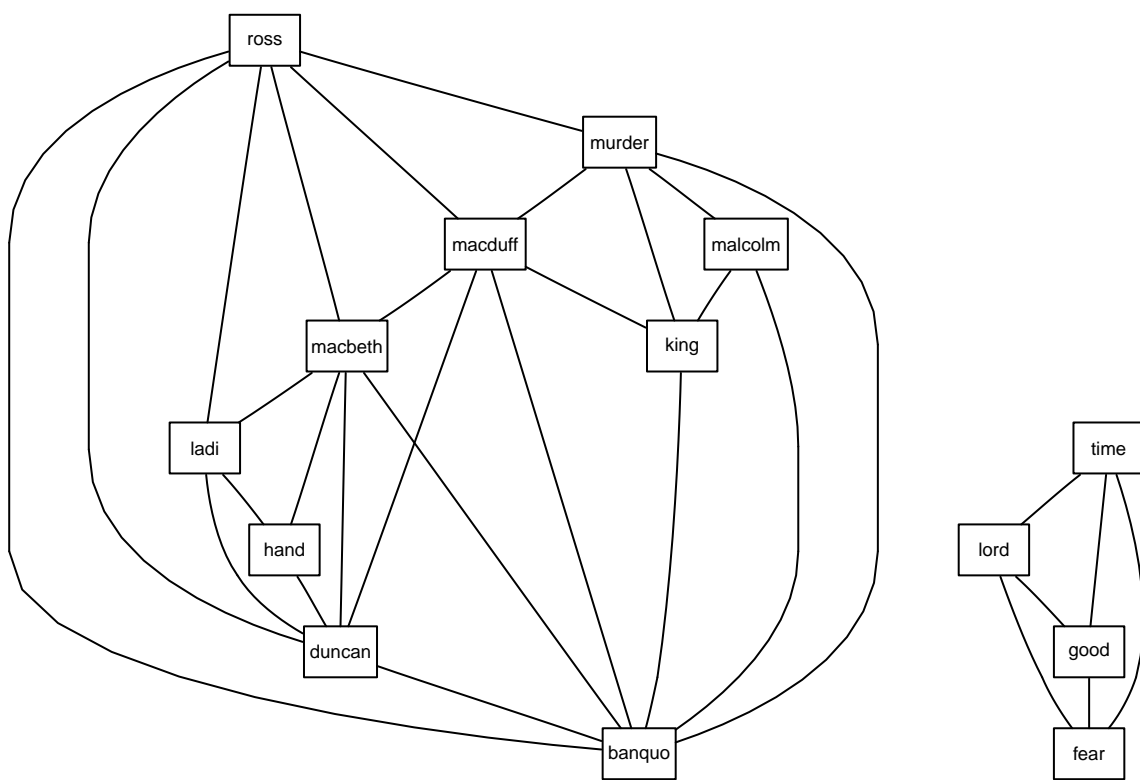 ross
murder
macduff
malcolm
macbeth
king
ladi
time
hand
lord
duncan
good
banquo
fear